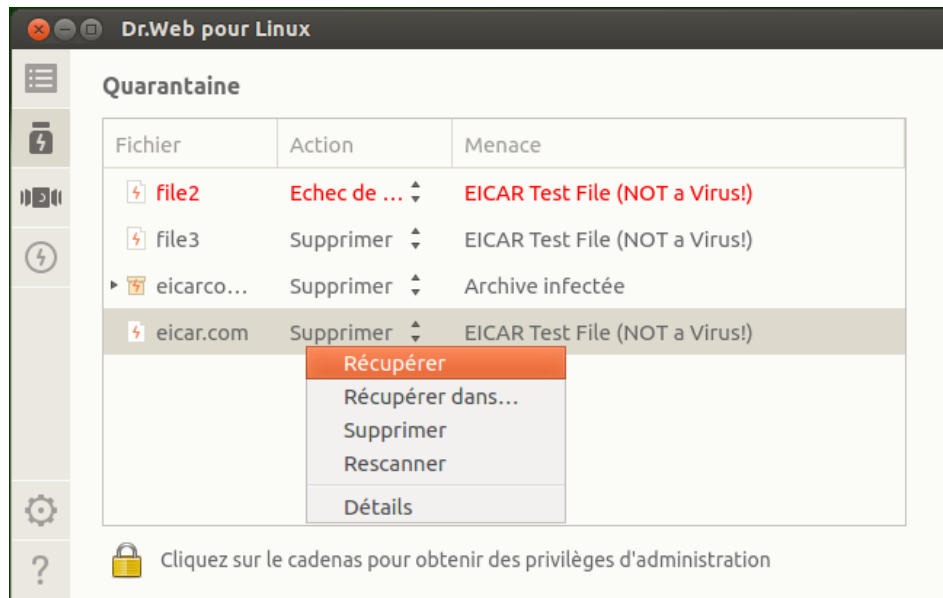 Dr.Web pour Linux
Quarantaine
Fichier Action Menace
file2 Echec de ... EICAR Test File (NOT a Virus!)
file3 Supprimer EICAR Test File (NOT a Virus!)
eicarco... Supprimer Archive infectée
eicar.com Supprimer EICAR Test File (NOT a Virus!)
Récupérer
Récupérer dans...
Supprimer
Rescanner
Détails
Cliquez sur le cadenas pour obtenir des privilèges d'administration